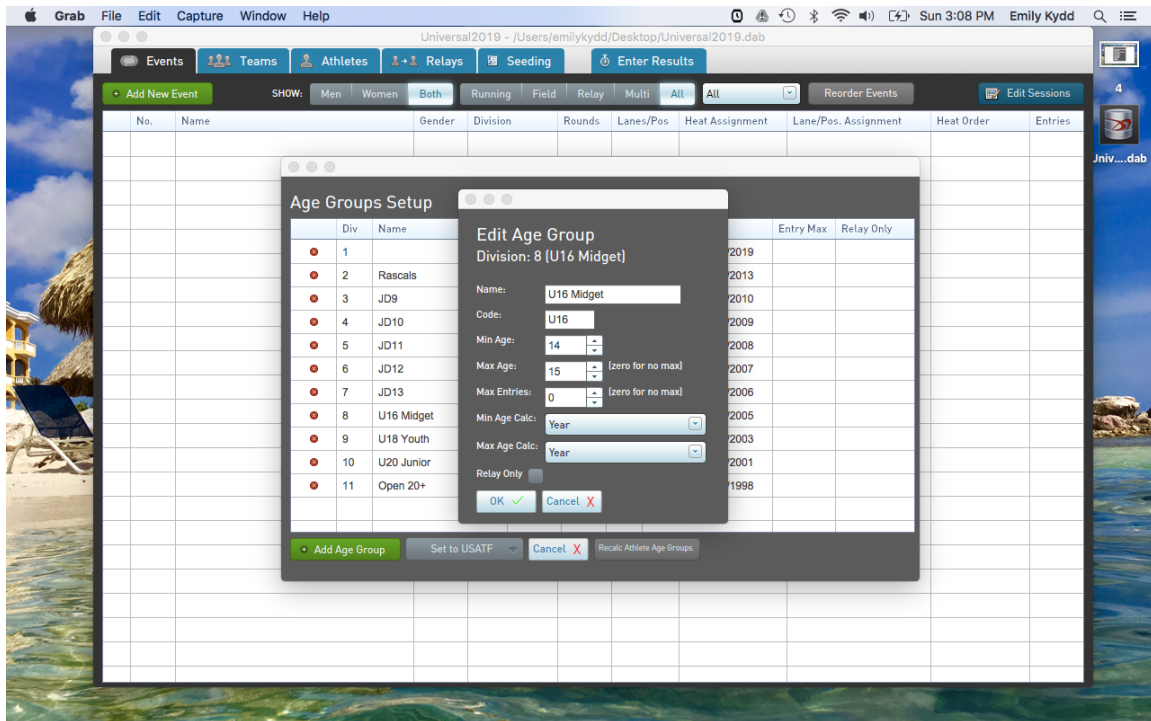 Grab File Edit Capture Window Help Sun 3:08 PM Emily Kydd
Universal2019 - /Users/emilykydd/Desktop/Universal2019.dab
Events Teams Athletes Relays Seeding Enter Results
+ Add New Event SHOW: Men Women Both Running Field Relay Multi All All Reorder Events Edit Sessions
4
No. Name Gender Division Rounds Lanes/Pos Heat Assignment Lane/Pos. Assignment Heat Order Entries
Univ....dab
Age Groups Setup
Div Name Entry Max Relay Only
1 /2019
2 Rascals /2013
3 JD9 /2010
4 JD10 /2009
5 JD11 /2008
6 JD12 /2007
7 JD13 /2006
8 U16 Midget /2005
9 U18 Youth /2003
10 U20 Junior /2001
11 Open 20+ /1998
+ Add Age Group Set to USATF Cancel X Recalc Athlete Age Groups
Edit Age Group
Division: 8 (U16 Midget)
Name: U16 Midget
Code: U16
Min Age: 14
Max Age: 15 (zero for no max)
Max Entries: 0 (zero for no max)
Min Age Calc: Year
Max Age Calc: Year
Relay Only
OK Cancel X